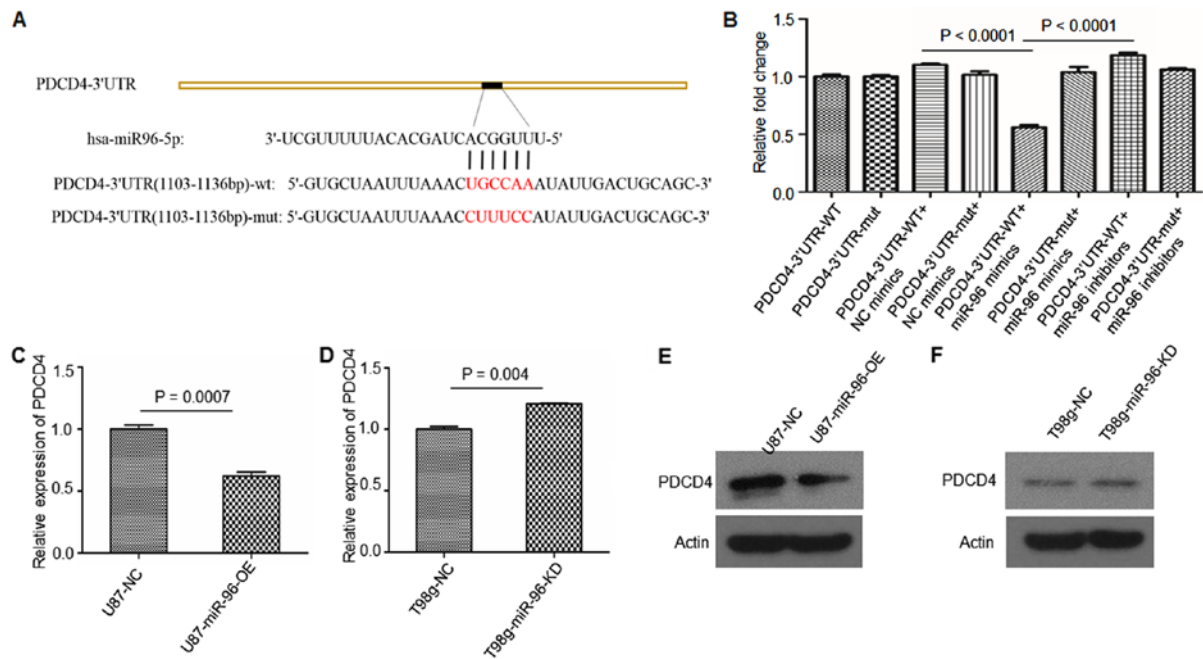 A
PDCD4-3'UTR
hsa-miR96-5p:
3'-UCGUUUUUACACGAUCACGGUUU-5'
PDCD4-3'UTR(1103-1136bp)-wt:
5'-GUGCUAAUUUAAACUGCCAAAUAUUGACUGCAGC-3'
PDCD4-3'UTR(1103-1136bp)-mut:
5'-GUGCUAAUUUAAACCUUUCCAUAUUGACUGCAGC-3'
B
Relative fold change
1.5
1.0
0.5
0.0
P < 0.0001
P < 0.0001
PDCD4-3'UTR-WT
PDCD4-3'UTR-mut
PDCD4-3'UTR-WT+
NC mimics
PDCD4-3'UTR-mut+
NC mimics
PDCD4-3'UTR-WT+
miR-96 mimics
PDCD4-3'UTR-mut+
miR-96 mimics
PDCD4-3'UTR-WT+
miR-96 inhibitors
PDCD4-3'UTR-mut+
miR-96 inhibitors
C
Relative expression of PDCD4
1.5
1.0
0.5
0.0
P = 0.0007
U87-NC
U87-miR-96-OE
D
Relative expression of PDCD4
1.5
1.0
0.5
0.0
P = 0.004
T98g-NC
T98g-miR-96-KD
E
U87-NC
U87-miR-96-OE
PDCD4
Actin
F
T98g-NC
T98g-miR-96-KD
PDCD4
Actin